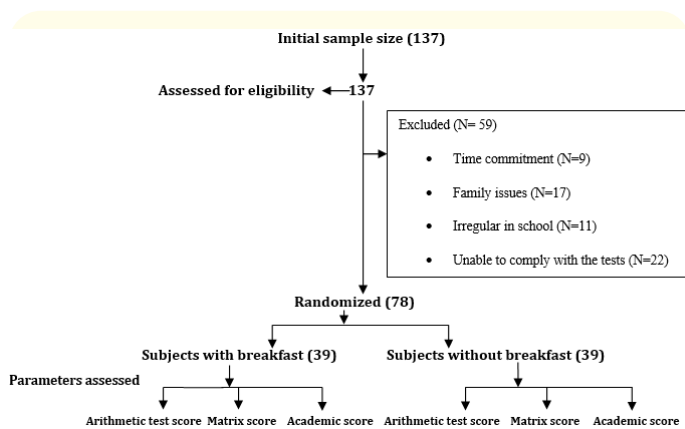 Initial sample size (137)
Assessed for eligibility
137
Excluded (N= 59)
• Time commitment (N=9)
• Family issues (N=17)
• Irregular in school (N=11)
• Unable to comply with the tests (N=22)
Randomized (78)
Subjects with breakfast (39)
Subjects without breakfast (39)
Parameters assessed
Arithmetic test score
Matrix score
Academic score
Arithmetic test score
Matrix score
Academic score